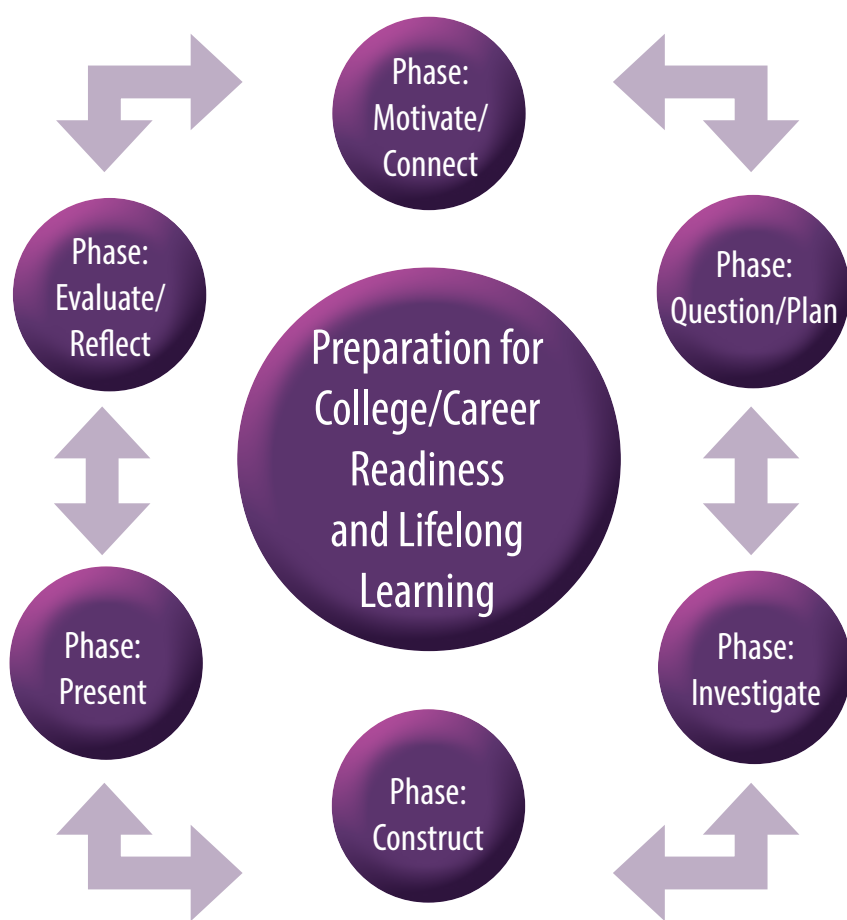 Phase:
Motivate/
Connect
Phase:
Question/Plan
Phase:
Investigate
Phase:
Construct
Phase:
Present
Phase:
Evaluate/
Reflect
Preparation for
College/Career
Readiness
and Lifelong
Learning